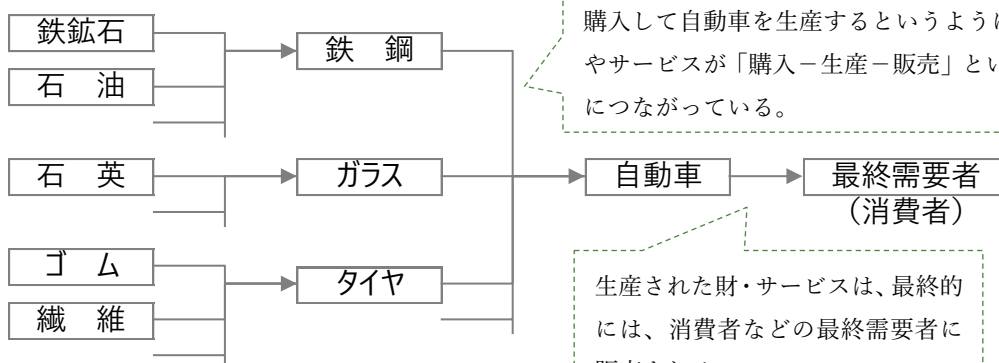 鉄鉱石
石　油
鉄　鋼
購入して自動車を生産するというように
やサービスが「購入－生産－販売」とい
につながっている。
石　英
ガラス
自動車
最終需要者
（消費者）
ゴ　ム
繊　維
タイヤ
生産された財・サービスは、最終的
には、消費者などの最終需要者に